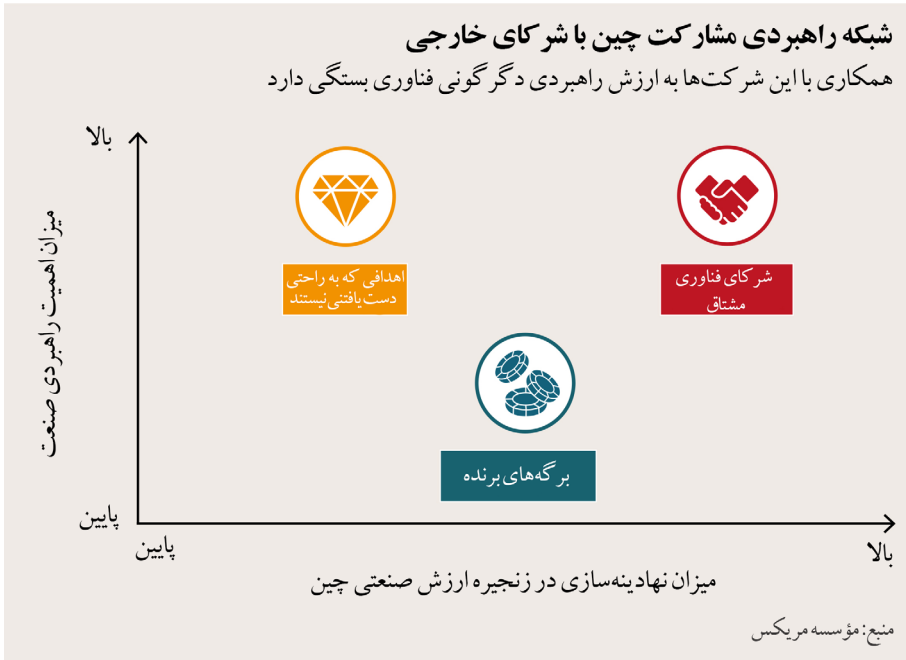 شبکه راهبردی مشارکت چین با شرکای خارجی
همکاری با این شرکت‌ها به ارزش راهبردی دگرگونی فناوری بستگی دارد
بالا
میزان اهمیت راهبردی صنعت
شرکای فناوری
مشتاق
اهدافی که به راحتی
دست یافتنی نیستند
برگه‌های برنده
پایین
پایین
بالا
میزان نهادینه‌سازی در زنجیره ارزش صنعتی چین
منبع: مؤسسه مریکس